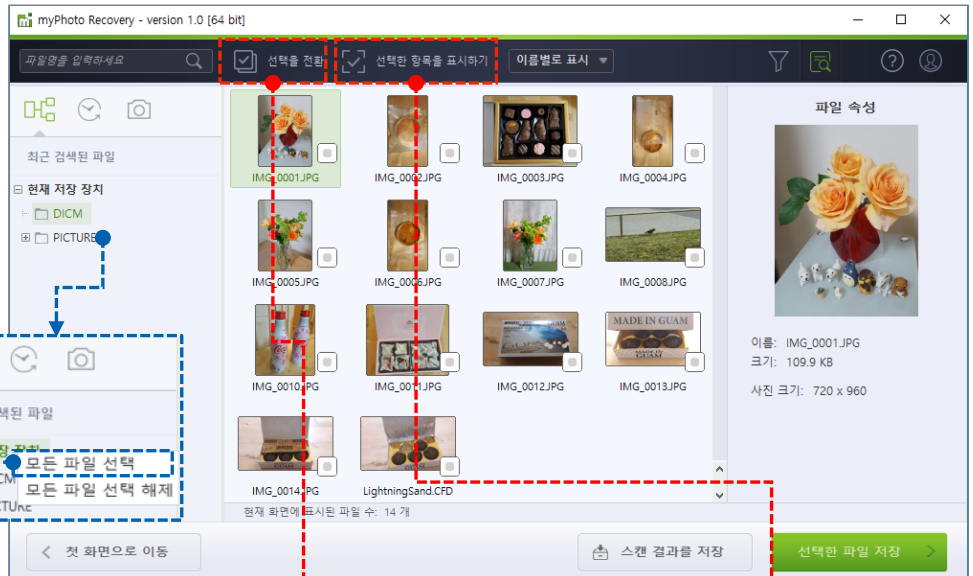 myPhoto Recovery - version 1.0 [64 bit]
파일명을 입력하세요
선택을 전환
선택한 항목을 표시하기
이름별로 표시
최근 검색된 파일
현재 저장 장치
DICM
PICTURE
IMG_0001.JPG
IMG_0002.JPG
IMG_0003.JPG
IMG_0004.JPG
IMG_0005.JPG
IMG_0006.JPG
IMG_0007.JPG
IMG_0008.JPG
MADE IN GUAM
GUAM
IMG_0010.JPG
IMG_0011.JPG
IMG_0012.JPG
IMG_0013.JPG
IMG_0014.JPG
LightningSand.CFD
현재 화면에 표시된 파일 수: 14 개
파일 속성
이름: IMG_0001.JPG
크기: 109.9 KB
사진 크기: 720 x 960
색된 파일
장 장치
모든 파일 선택
CM
모든 파일 선택 해제
CTURE
첫 화면으로 이동
스캔 결과를 저장
선택한 파일 저장